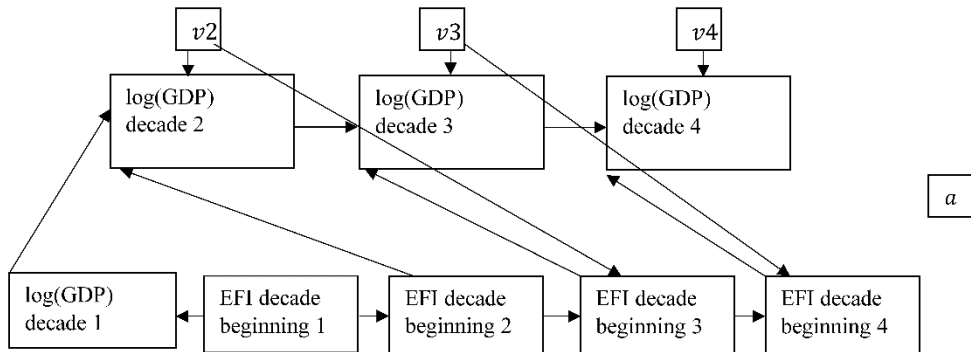 v2
v3
v4
log(GDP)
decade 2
log(GDP)
decade 3
log(GDP)
decade 4
a
log(GDP)
decade 1
EFI decade
beginning 1
EFI decade
beginning 2
EFI decade
beginning 3
EFI decade
beginning 4